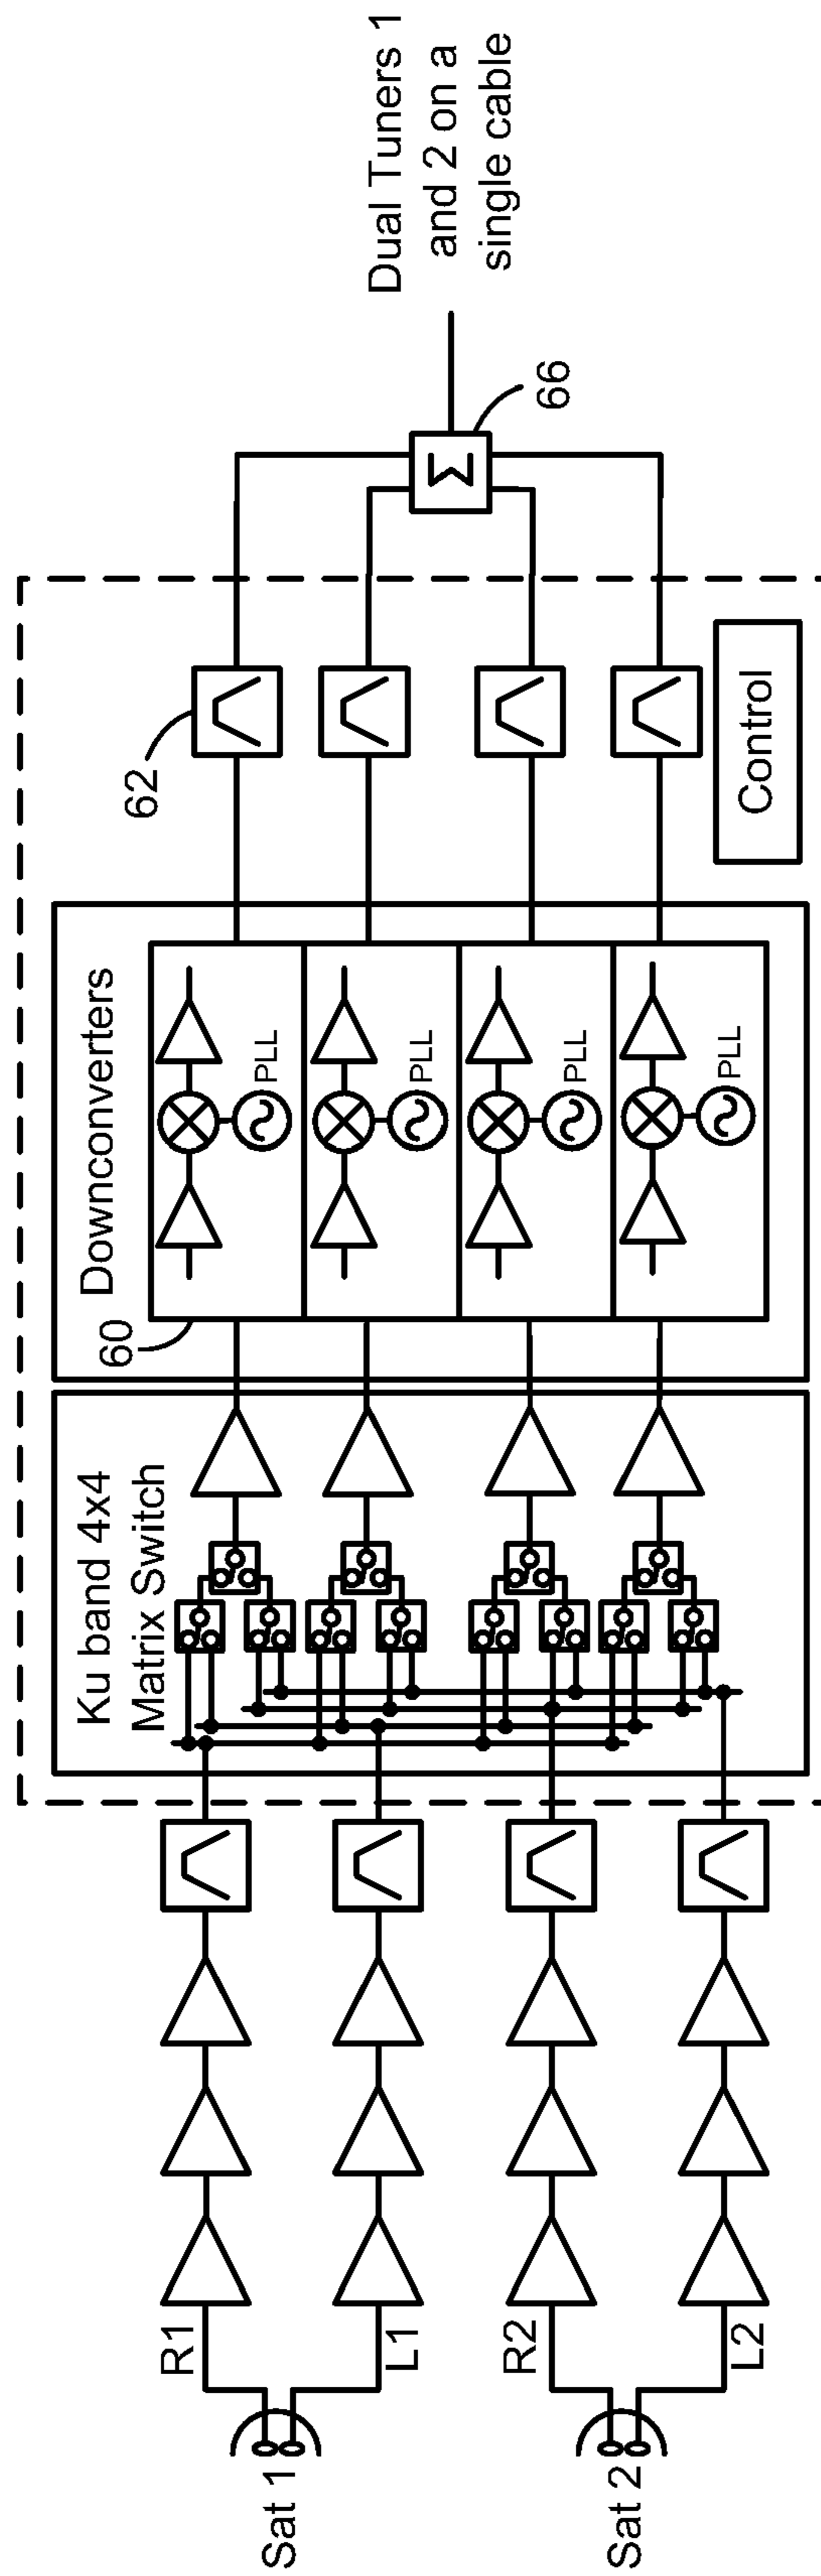 Sat 1
Sat 2
R1
L1
R2
L2
Ku band 4x4
Matrix Switch
60
Downconverters
PLL
PLL
PLL
PLL
62
Control
66
Σ
Dual Tuners 1
and 2 on a
single cable